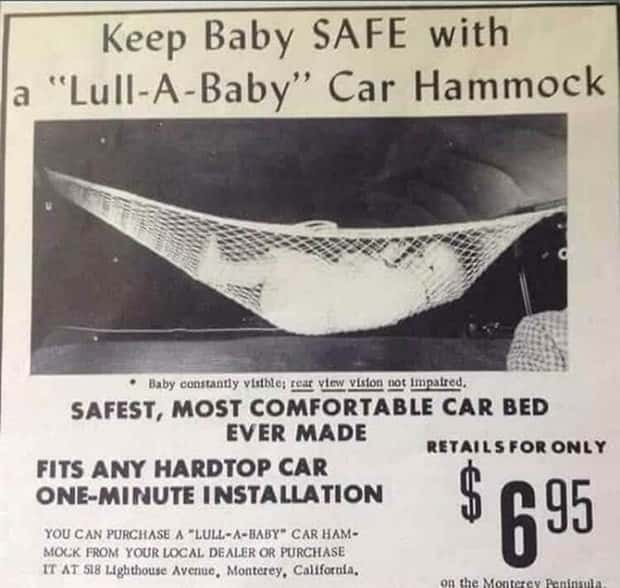 Keep Baby SAFE with
a "Lull-A-Baby" Car Hammock
• Baby constantly visible; rear view vision not impaired.
SAFEST, MOST COMFORTABLE CAR BED
EVER MADE
FITS ANY HARDTOP CAR
ONE-MINUTE INSTALLATION
YOU CAN PURCHASE A "LULL-A-BABY" CAR HAM-
MOCK FROM YOUR LOCAL DEALER OR PURCHASE
IT AT 518 Lighthouse Avenue, Monterey, California,
RETAILS FOR ONLY
$6.95
on the Monterey Peninsula